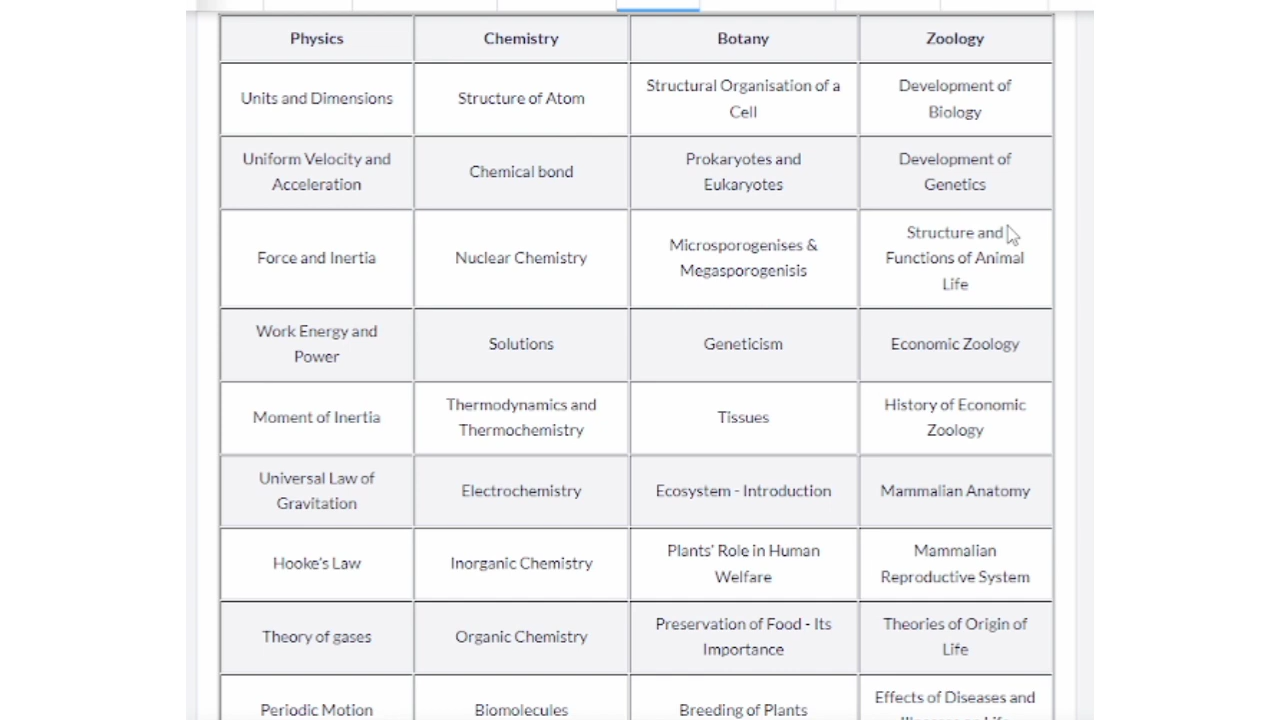 Physics
Chemistry
Botany
Zoology
Units and Dimensions
Structure of Atom
Structural Organisation of a
Cell
Development of
Biology
Uniform Velocity and
Acceleration
Chemical bond
Prokaryotes and
Eukaryotes
Development of
Genetics
Force and Inertia
Nuclear Chemistry
Microsporogenises &
Megasporogenisis
Structure and
Functions of Animal
Life
Work Energy and
Power
Solutions
Geneticism
Economic Zoology
Moment of Inertia
Thermodynamics and
Thermochemistry
Tissues
History of Economic
Zoology
Universal Law of
Gravitation
Electrochemistry
Ecosystem - Introduction
Mammalian Anatomy
Hooke's Law
Inorganic Chemistry
Plants' Role in Human
Welfare
Mammalian
Reproductive System
Theory of gases
Organic Chemistry
Preservation of Food - Its
Importance
Theories of Origin of
Life
Periodic Motion
Biomolecules
Breeding of Plants
Effects of Diseases and